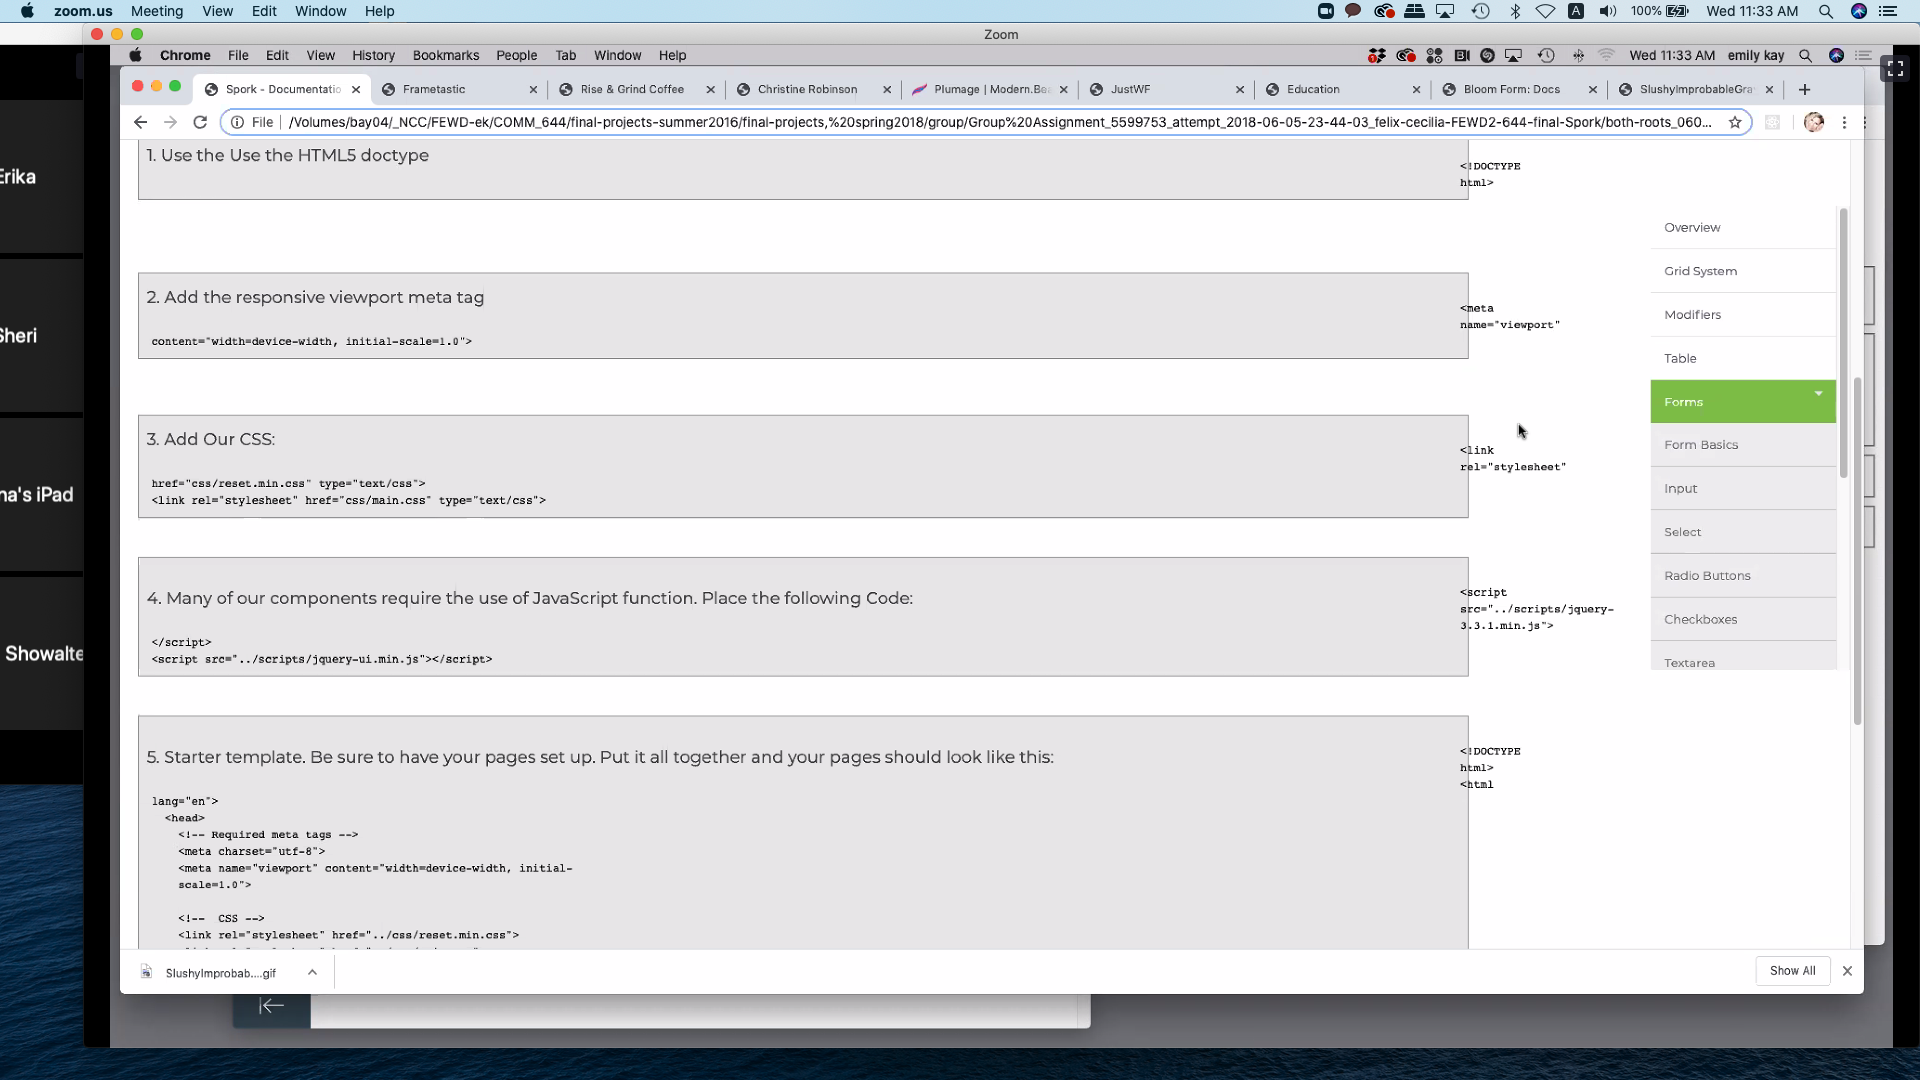 zoom.us Meeting View Edit Window Help
100% Wed 11:33 AM
Zoom
Chrome File Edit View History Bookmarks People Tab Window Help
Wed 11:33 AM emily kay
Spork - Documentatio
Frametastic
Rise & Grind Coffee
Christine Robinson
Plumage | Modern.Be
JustWF
Education
Bloom Form: Docs
SlushyImprobableGra
File /Volumes/bay04/_NCC/FEWD-ek/COMM_644/final-projects-summer2016/final-projects,%20spring2018/group/Group%20Assignment_5599753_attempt_2018-06-05-23-44-03_felix-cecilia-FEWD2-644-final-Spork/both-roots_060...
Erika
Sheri
na's iPad
Showalte
1. Use the Use the HTML5 doctype
<!DOCTYPE
html>
2. Add the responsive viewport meta tag
<meta
name="viewport"
content="width=device-width, initial-scale=1.0">
3. Add Our CSS:
<link
rel="stylesheet"
href="css/reset.min.css" type="text/css">
<link rel="stylesheet" href="css/main.css" type="text/css">
4. Many of our components require the use of JavaScript function. Place the following Code:
<script
src="../scripts/jquery-
3.3.1.min.js">
</script>
<script src="../scripts/jquery-ui.min.js"></script>
5. Starter template. Be sure to have your pages set up. Put it all together and your pages should look like this:
<!DOCTYPE
html>
<html
lang="en">
<head>
<!-- Required meta tags -->
<meta charset="utf-8">
<meta name="viewport" content="width=device-width, initial-
scale=1.0">
<!-- CSS -->
<link rel="stylesheet" href="../css/reset.min.css">
Overview
Grid System
Modifiers
Table
Forms
Form Basics
Input
Select
Radio Buttons
Checkboxes
Textarea
SlushyImprobab....gif
Show All